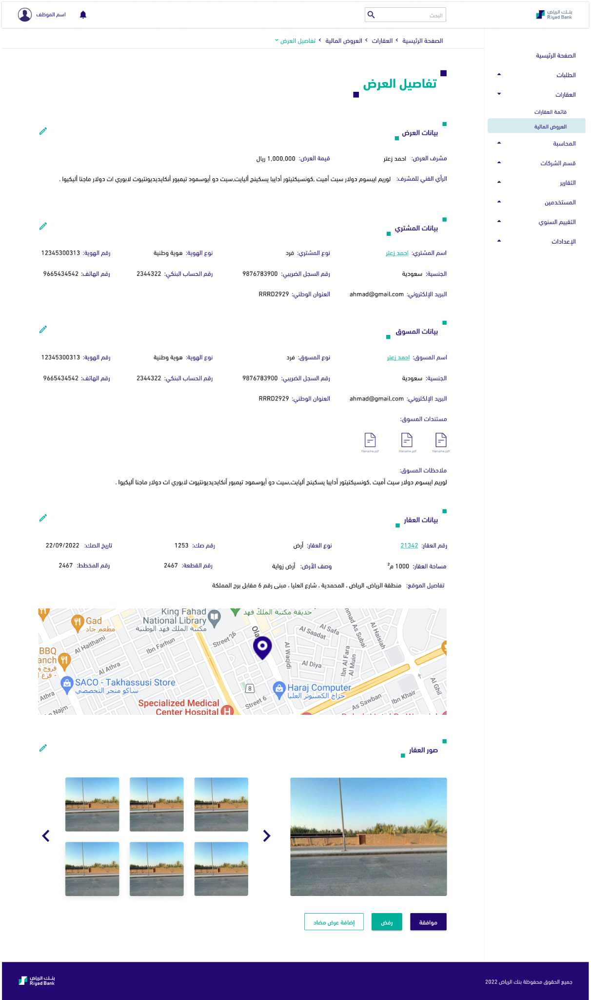 بنك الرياض
Riyad Bank
البحث
اسم الموظف
الصفحة الرئيسية
الطلبات
العقارات
قائمة العقارات
العروض المالية
المحاسبة
قسم الشركات
التقارير
المستخدمين
التقييم السنوي
الإعدادات
الصفحة الرئيسية › العقارات › العروض المالية › تفاصيل العرض
تفاصيل العرض
بيانات العرض
مشرف العرض: احمد زعتر قيمة العرض: 1,000,000 ريال
الرأي الفني للمشرف: لوريم ايبسوم دولار سيت أميت ,كونسيكتيتور أدايبا يسكينج أليايت,سيت دو أيوسمود تيمبور أنكايديديونتيوت لابوري ات دولار ماجنا أليكيوا .
بيانات المشتري
اسم المشتري: احمد زعتر نوع المشتري: فرد نوع الهوية: هوية وطنية رقم الهوية: 12345300313
الجنسية: سعودية رقم السجل الضريبي: 9876783900 رقم الحساب البنكي: 2344322 رقم الهاتف: 9665434542
البريد الإلكتروني: ahmad@gmail.com العنوان الوطني: RRRD2929
بيانات المسوق
اسم المسوق: احمد زعتر نوع المسوق: فرد نوع الهوية: هوية وطنية رقم الهوية: 12345300313
الجنسية: سعودية رقم السجل الضريبي: 9876783900 رقم الحساب البنكي: 2344322 رقم الهاتف: 9665434542
البريد الإلكتروني: ahmad@gmail.com العنوان الوطني: RRRD2929
مستندات المسوق:
filename.pdf filename.pdf filename.pdf
ملاحظات المسوق:
لوريم ايبسوم دولار سيت أميت ,كونسيكتيتور أدايبا يسكينج أليايت,سيت دو أيوسمود تيمبور أنكايديديونتيوت لابوري ات دولار ماجنا أليكيوا .
بيانات العقار
رقم العقار: 21342 نوع العقار: أرض رقم صك: 1253 تاريخ الصك: 22/09/2022
مساحة العقار: 1000 م² وصف الأرض: أرض زواية رقم القطعة: 2467 رقم المخطط: 2467
تفاصيل الموقع: منطقة الرياض، الرياض ، المحمدية ، شارع العليا ، مبنى رقم 6 مقابل برج المملكة
King Fahad
National Library
مكتبة الملك فهد الوطنية
حديقة مكتبة الملك فهد
Gad
مطعم جاد
Al Haithami
Ibn Farhun
Street 26
Ola
Al Saadat
Al Safa
hmad As Subai
Al Haisiah
BBQ
anch
فروج و
- فرع ا
Al Athra
Al Waqidi
Al Diya
Ibn Al Fara
Al Muin
SACO - Takhassusi Store
ساكو متجر التخصصي
8
Haraj Computer
حراج الكمبيوتر العليا
Athra
Najm
Specialized Medical
Center Hospital
H
Street 6
As Sawban
Ibn Khair
Al Ghil
صور العقار
موافقة
رفض
إضافة عرض مضاد
جميع الحقوق محفوظة بنك الرياض 2022
بنك الرياض
Riyad Bank